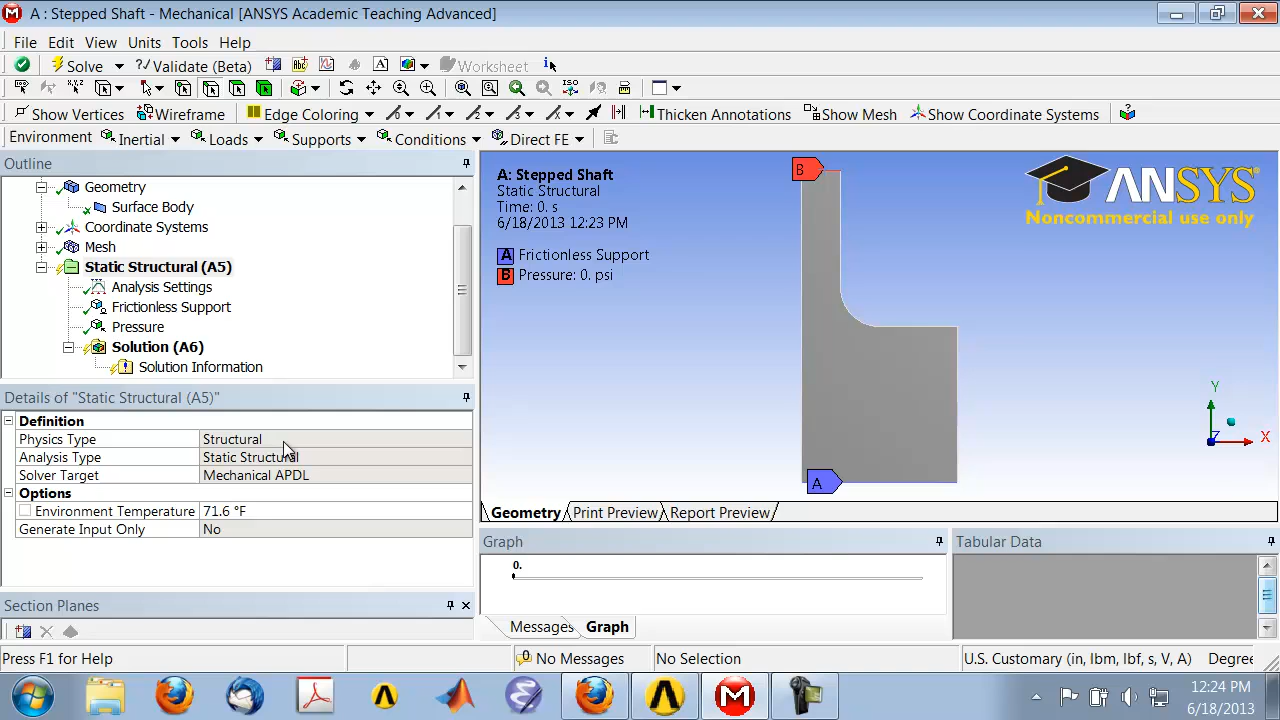 A : Stepped Shaft - Mechanical [ANSYS Academic Teaching Advanced]
File Edit View Units Tools Help
Solve ?/ Validate (Beta) A Worksheet
Show Vertices Wireframe Edge Coloring Thicken Annotations Show Mesh Show Coordinate Systems
Environment Inertial Loads Supports Conditions Direct FE
Outline
Geometry
Surface Body
Coordinate Systems
Mesh
Static Structural (A5)
Analysis Settings
Frictionless Support
Pressure
Solution (A6)
Solution Information
Details of "Static Structural (A5)"
Definition
Physics Type Structural
Analysis Type Static Structural
Solver Target Mechanical APDL
Options
Environment Temperature 71.6 °F
Generate Input Only No
Section Planes
A: Stepped Shaft
Static Structural
Time: 0. s
6/18/2013 12:23 PM
A Frictionless Support
B Pressure: 0. psi
B
A
ANSYS
Noncommercial use only
Y
Z X
Geometry Print Preview Report Preview
Graph
0.
Messages Graph
Tabular Data
Press F1 for Help
0 No Messages
No Selection
U.S. Customary (in, lbm, lbf, s, V, A) Degree
12:24 PM
6/18/2013